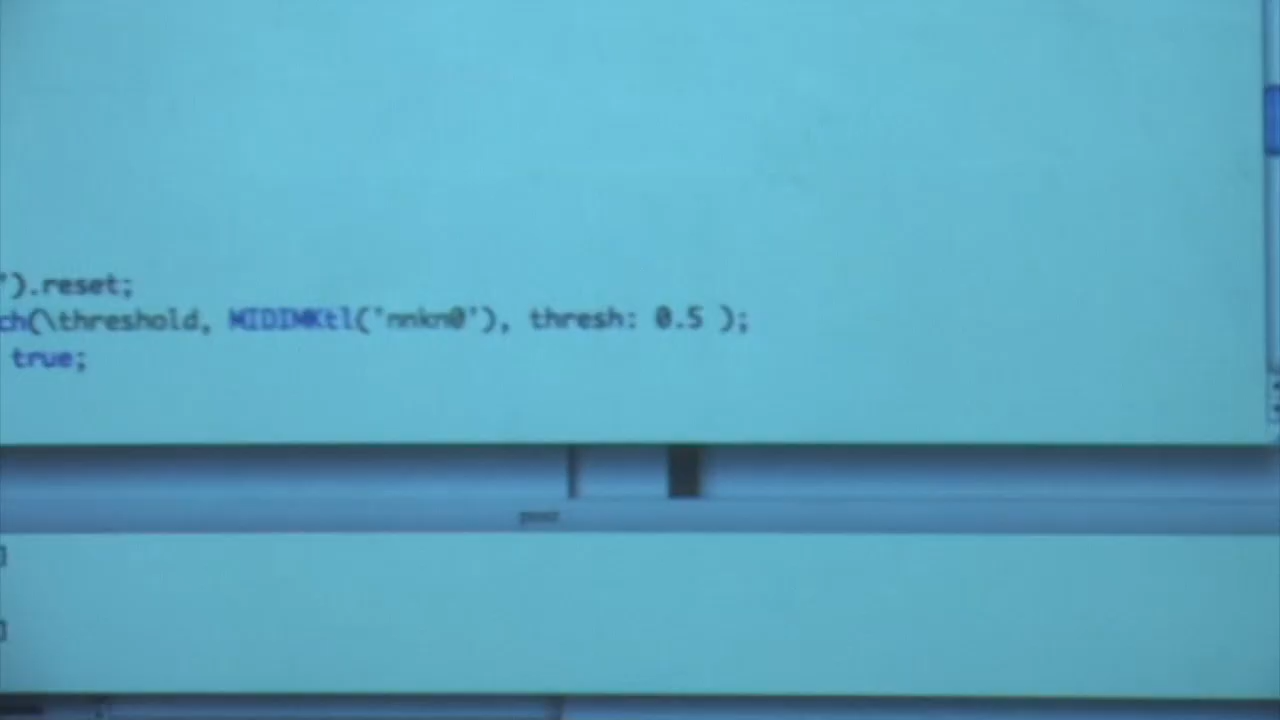 ').reset;
ch(\threshold, MIDIMKtl('nnkn0'), thresh: 0.5 );
true;